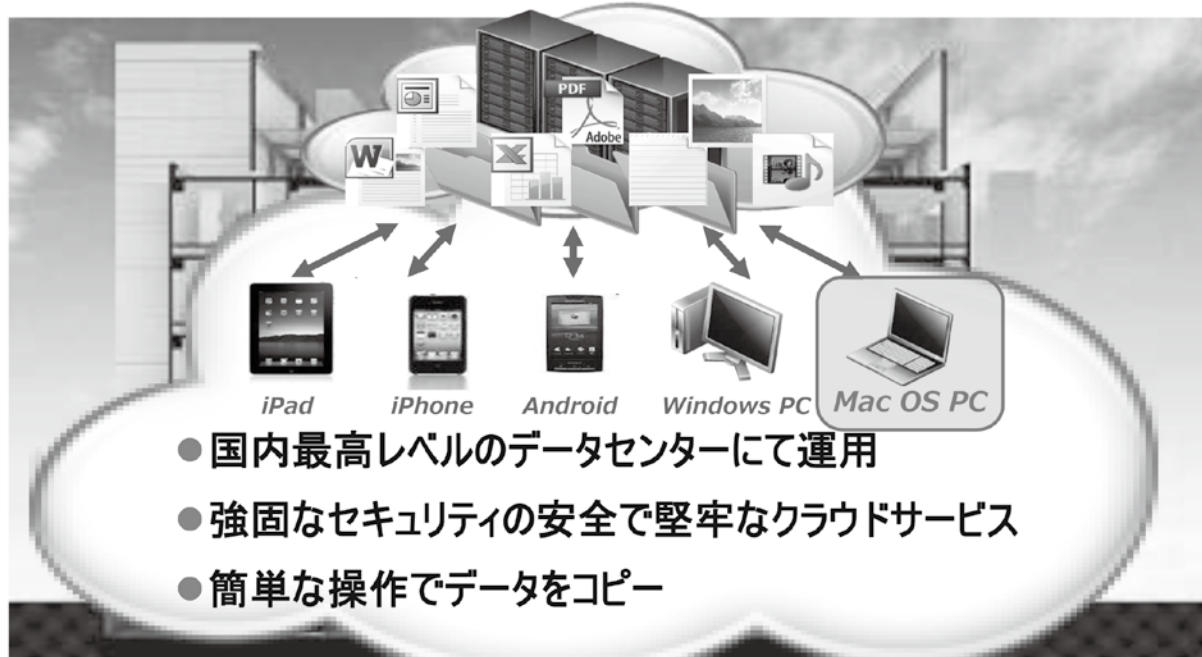 PDF
Adobe
W
X
iPad
iPhone
Android
Windows PC
Mac OS PC
●国内最高レベルのデータセンターにて運用
●強固なセキュリティの安全で堅牢なクラウドサービス
●簡単な操作でデータをコピー